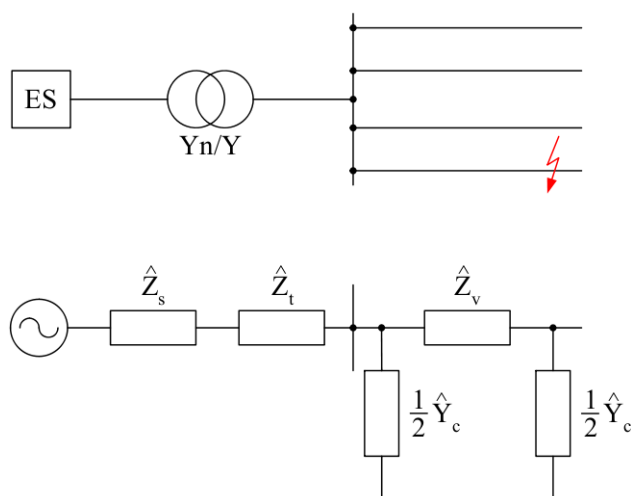 ES
Yn/Y
Ẑs Ẑt Ẑv
1/2 Ŷc 1/2 Ŷc